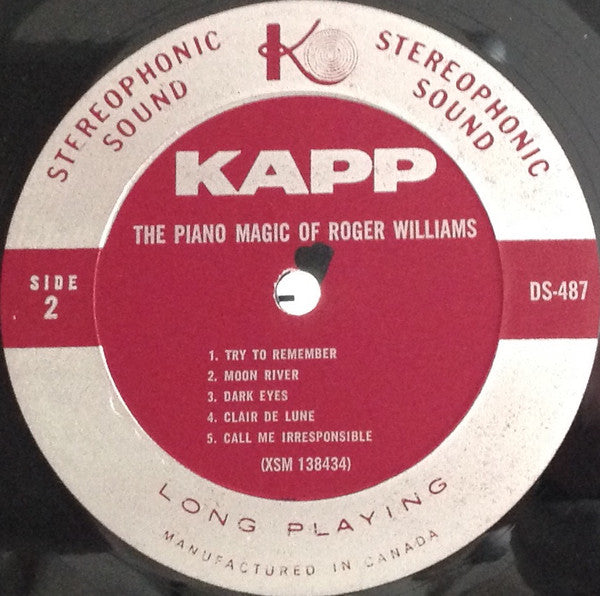 STEREOPHONIC
SOUND
K
STEREOPHONIC
SOUND
KAPP
THE PIANO MAGIC OF ROGER WILLIAMS
SIDE
2
DS-487
1. TRY TO REMEMBER
2. MOON RIVER
3. DARK EYES
4. CLAIR DE LUNE
5. CALL ME IRRESPONSIBLE
(XSM 138434)
LONG PLAYING
MANUFACTURED IN CANADA